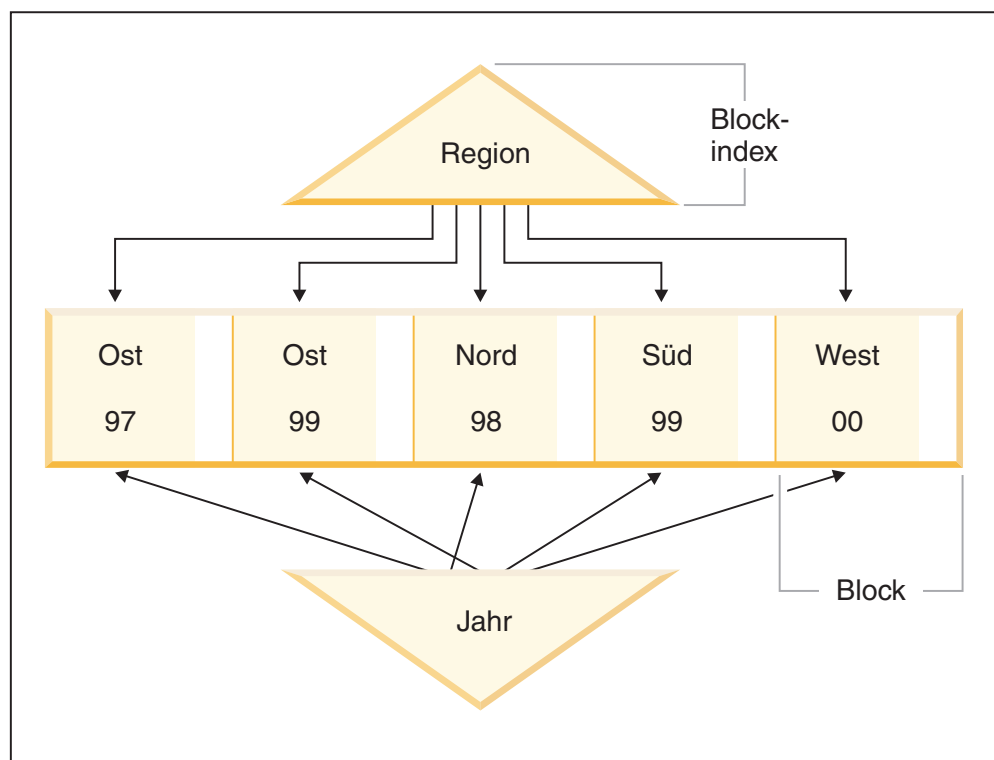 Region
Block-
index
Ost Ost Nord Süd West
97 99 98 99 00
Block
Jahr